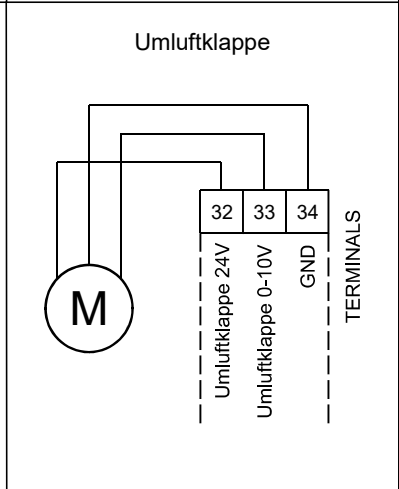 Umluftklappe
32 33 34
M
Umluftklappe 24V
Umluftklappe 0-10V
GND
TERMINALS